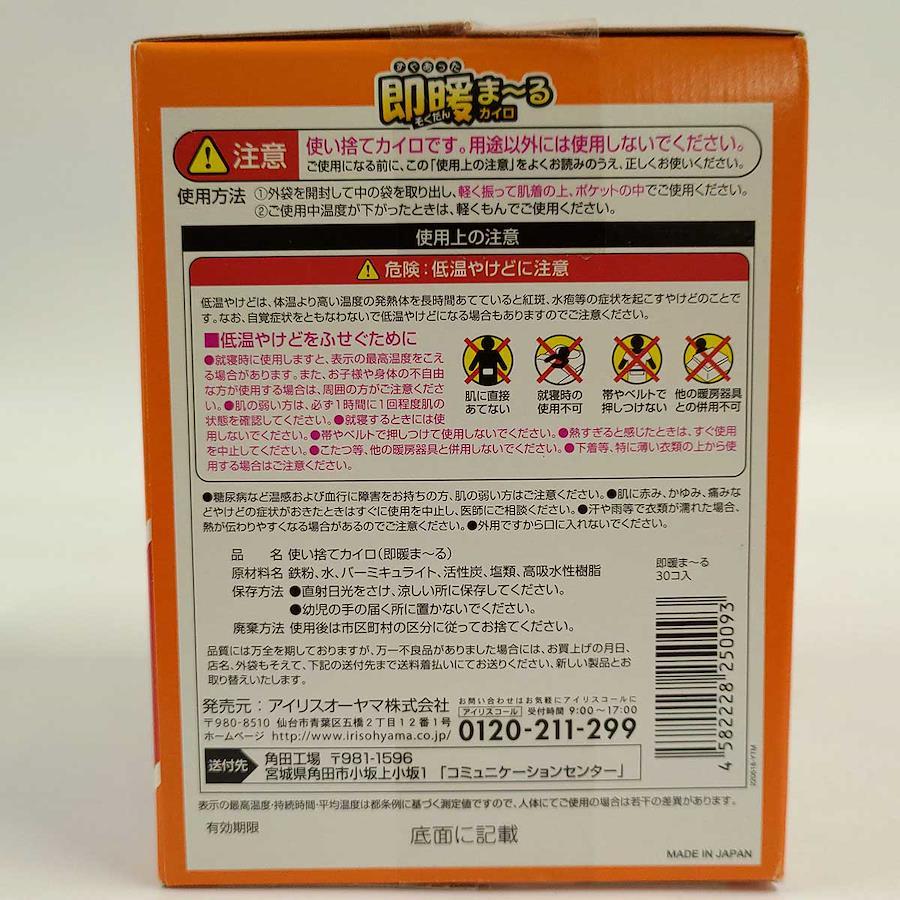 すぐあった
即暖ま～る
そくだん カイロ
注意 使い捨てカイロです。用途以外には使用しないでください。
ご使用になる前に、この「使用上の注意」をよくお読みのうえ、正しくお使いください。
使用方法 ①外袋を開封して中の袋を取り出し、軽く振って肌着の上、ポケットの中でご使用ください。
②ご使用中温度が下がったときは、軽くもんでご使用ください。
使用上の注意
危険：低温やけどに注意
低温やけどは、体温より高い温度の発熱体を長時間あてていると紅斑、水疱等の症状を起こすやけどのことで
す。なお、自覚症状をともなわないで低温やけどになる場合もありますのでご注意ください。
■低温やけどをふせぐために
●就寝時に使用しますと、表示の最高温度をこえ
る場合があります。また、お子様や身体の不自由
な方が使用する場合は、周囲の方がご注意くださ
い。●肌の弱い方は、必ず1時間に1回程度肌の
状態を確認してください。●就寝するときには使
用しないでください。●帯やベルトで押しつけて使用しないでください。●熱すぎると感じたときは、すぐ使用
を中止してください。●こたつ等、他の暖房器具と併用しないでください。●下着等、特に薄い衣類の上から使
用する場合はご注意ください。
肌に直接
あてない
就寝時の
使用不可
帯やベルトで
押しつけない
他の暖房器具
との併用不可
●糖尿病など温感および血行に障害をお持ちの方、肌の弱い方はご注意ください。●肌に赤み、かゆみ、痛みな
どやけどの症状がおきたときはすぐに使用を中止し、医師にご相談ください。●汗や雨等で衣類が濡れた場合、
熱が伝わりやすくなる場合があるのでご注意ください。●外用ですから口に入れないでください。
品 名 使い捨てカイロ(即暖ま～る)
原材料名 鉄粉、水、バーミキュライト、活性炭、塩類、高吸水性樹脂
保存方法 ●直射日光をさけ、涼しい所に保存してください。
●幼児の手の届く所に置かないでください。
廃棄方法 使用後は市区町村の区分に従ってお捨てください。
即暖ま～る
30コ入
品質には万全を期しておりますが、万一不良品がありました場合には、お買上げの月日、
店名、外袋もそえて、下記の送付先まで送料着払いにてお送りください、新しい製品とお
取り替えいたします。
発売元：アイリスオーヤマ株式会社
〒980-8510 仙台市青葉区五橋2丁目12番1号
ホームページ http://www.irisohyama.co.jp/
お問い合わせはお気軽にアイリスコールに
アイリスコール 受付時間 9:00～17:00
0120-211-299
送付先 角田工場 〒981-1596
宮城県角田市小坂上小坂1 「コミュニケーションセンター」
4 582228 250093
220618-YTM
表示の最高温度・持続時間・平均温度は都条例に基づく測定値ですので、人体にてご使用の場合は若干の差異があります。
有効期限 底面に記載
MADE IN JAPAN